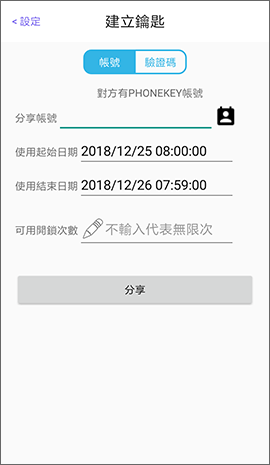 < 設定 建立鑰匙
帳號 驗證碼
對方有PHONEKEY帳號
分享帳號
使用起始日期 2018/12/25 08:00:00
使用結束日期 2018/12/26 07:59:00
可用開鎖次數 不輸入代表無限次
分享